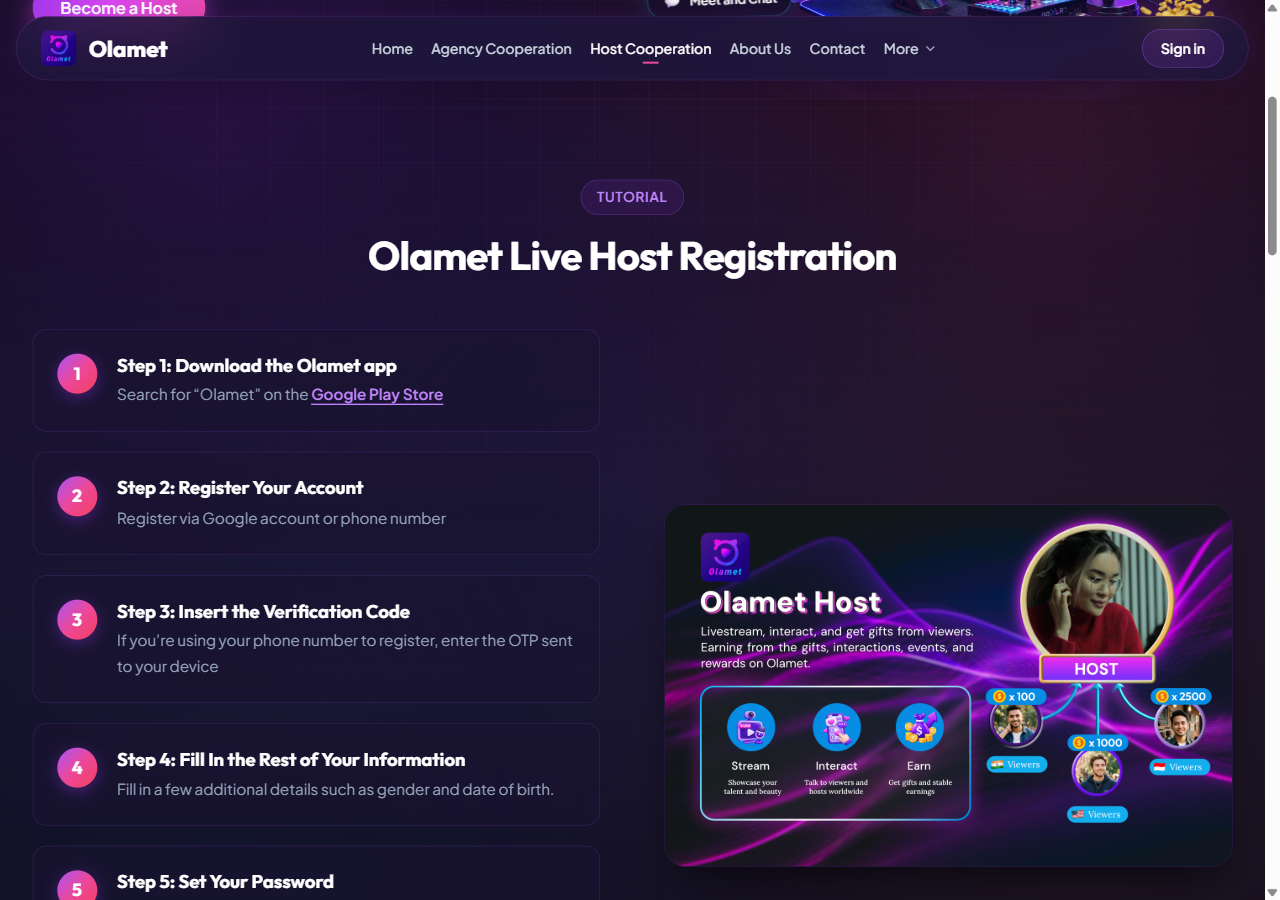 Become a Host
Meet and Chat
Olamet
Olamet
Home
Agency Cooperation
Host Cooperation
About Us
Contact
More
Sign in
TUTORIAL
Olamet Live Host Registration
1
Step 1: Download the Olamet app
Search for “Olamet” on the Google Play Store
2
Step 2: Register Your Account
Register via Google account or phone number
3
Step 3: Insert the Verification Code
If you’re using your phone number to register, enter the OTP sent
to your device
4
Step 4: Fill In the Rest of Your Information
Fill in a few additional details such as gender and date of birth.
5
Step 5: Set Your Password
Olamet
Olamet Host
Livestream, interact, and get gifts from viewers.
Earning from the gifts, interactions, events, and
rewards on Olamet.
Stream
Showcase your
talent and beauty
Interact
Talk to viewers and
hosts worldwide
Earn
Get gifts and stable
earnings
HOST
x 100
Viewers
x 1000
Viewers
x 2500
Viewers